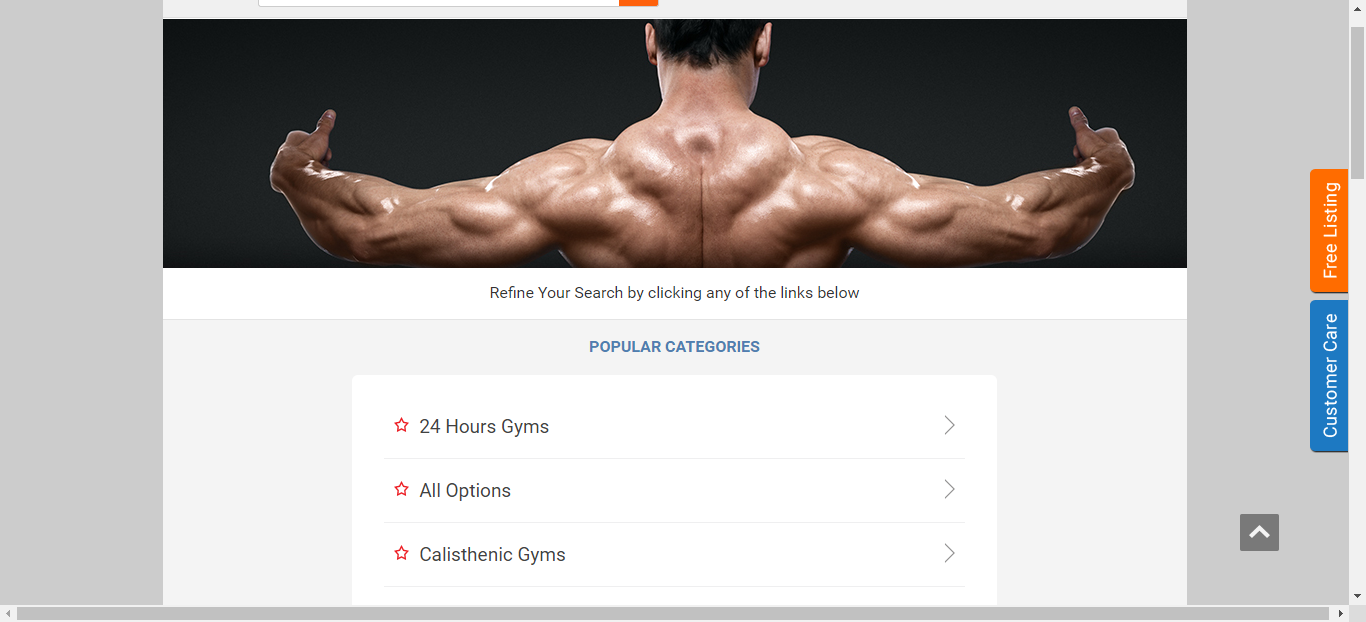 Refine Your Search by clicking any of the links below
POPULAR CATEGORIES
24 Hours Gyms
All Options
Calisthenic Gyms
Free Listing
Customer Care